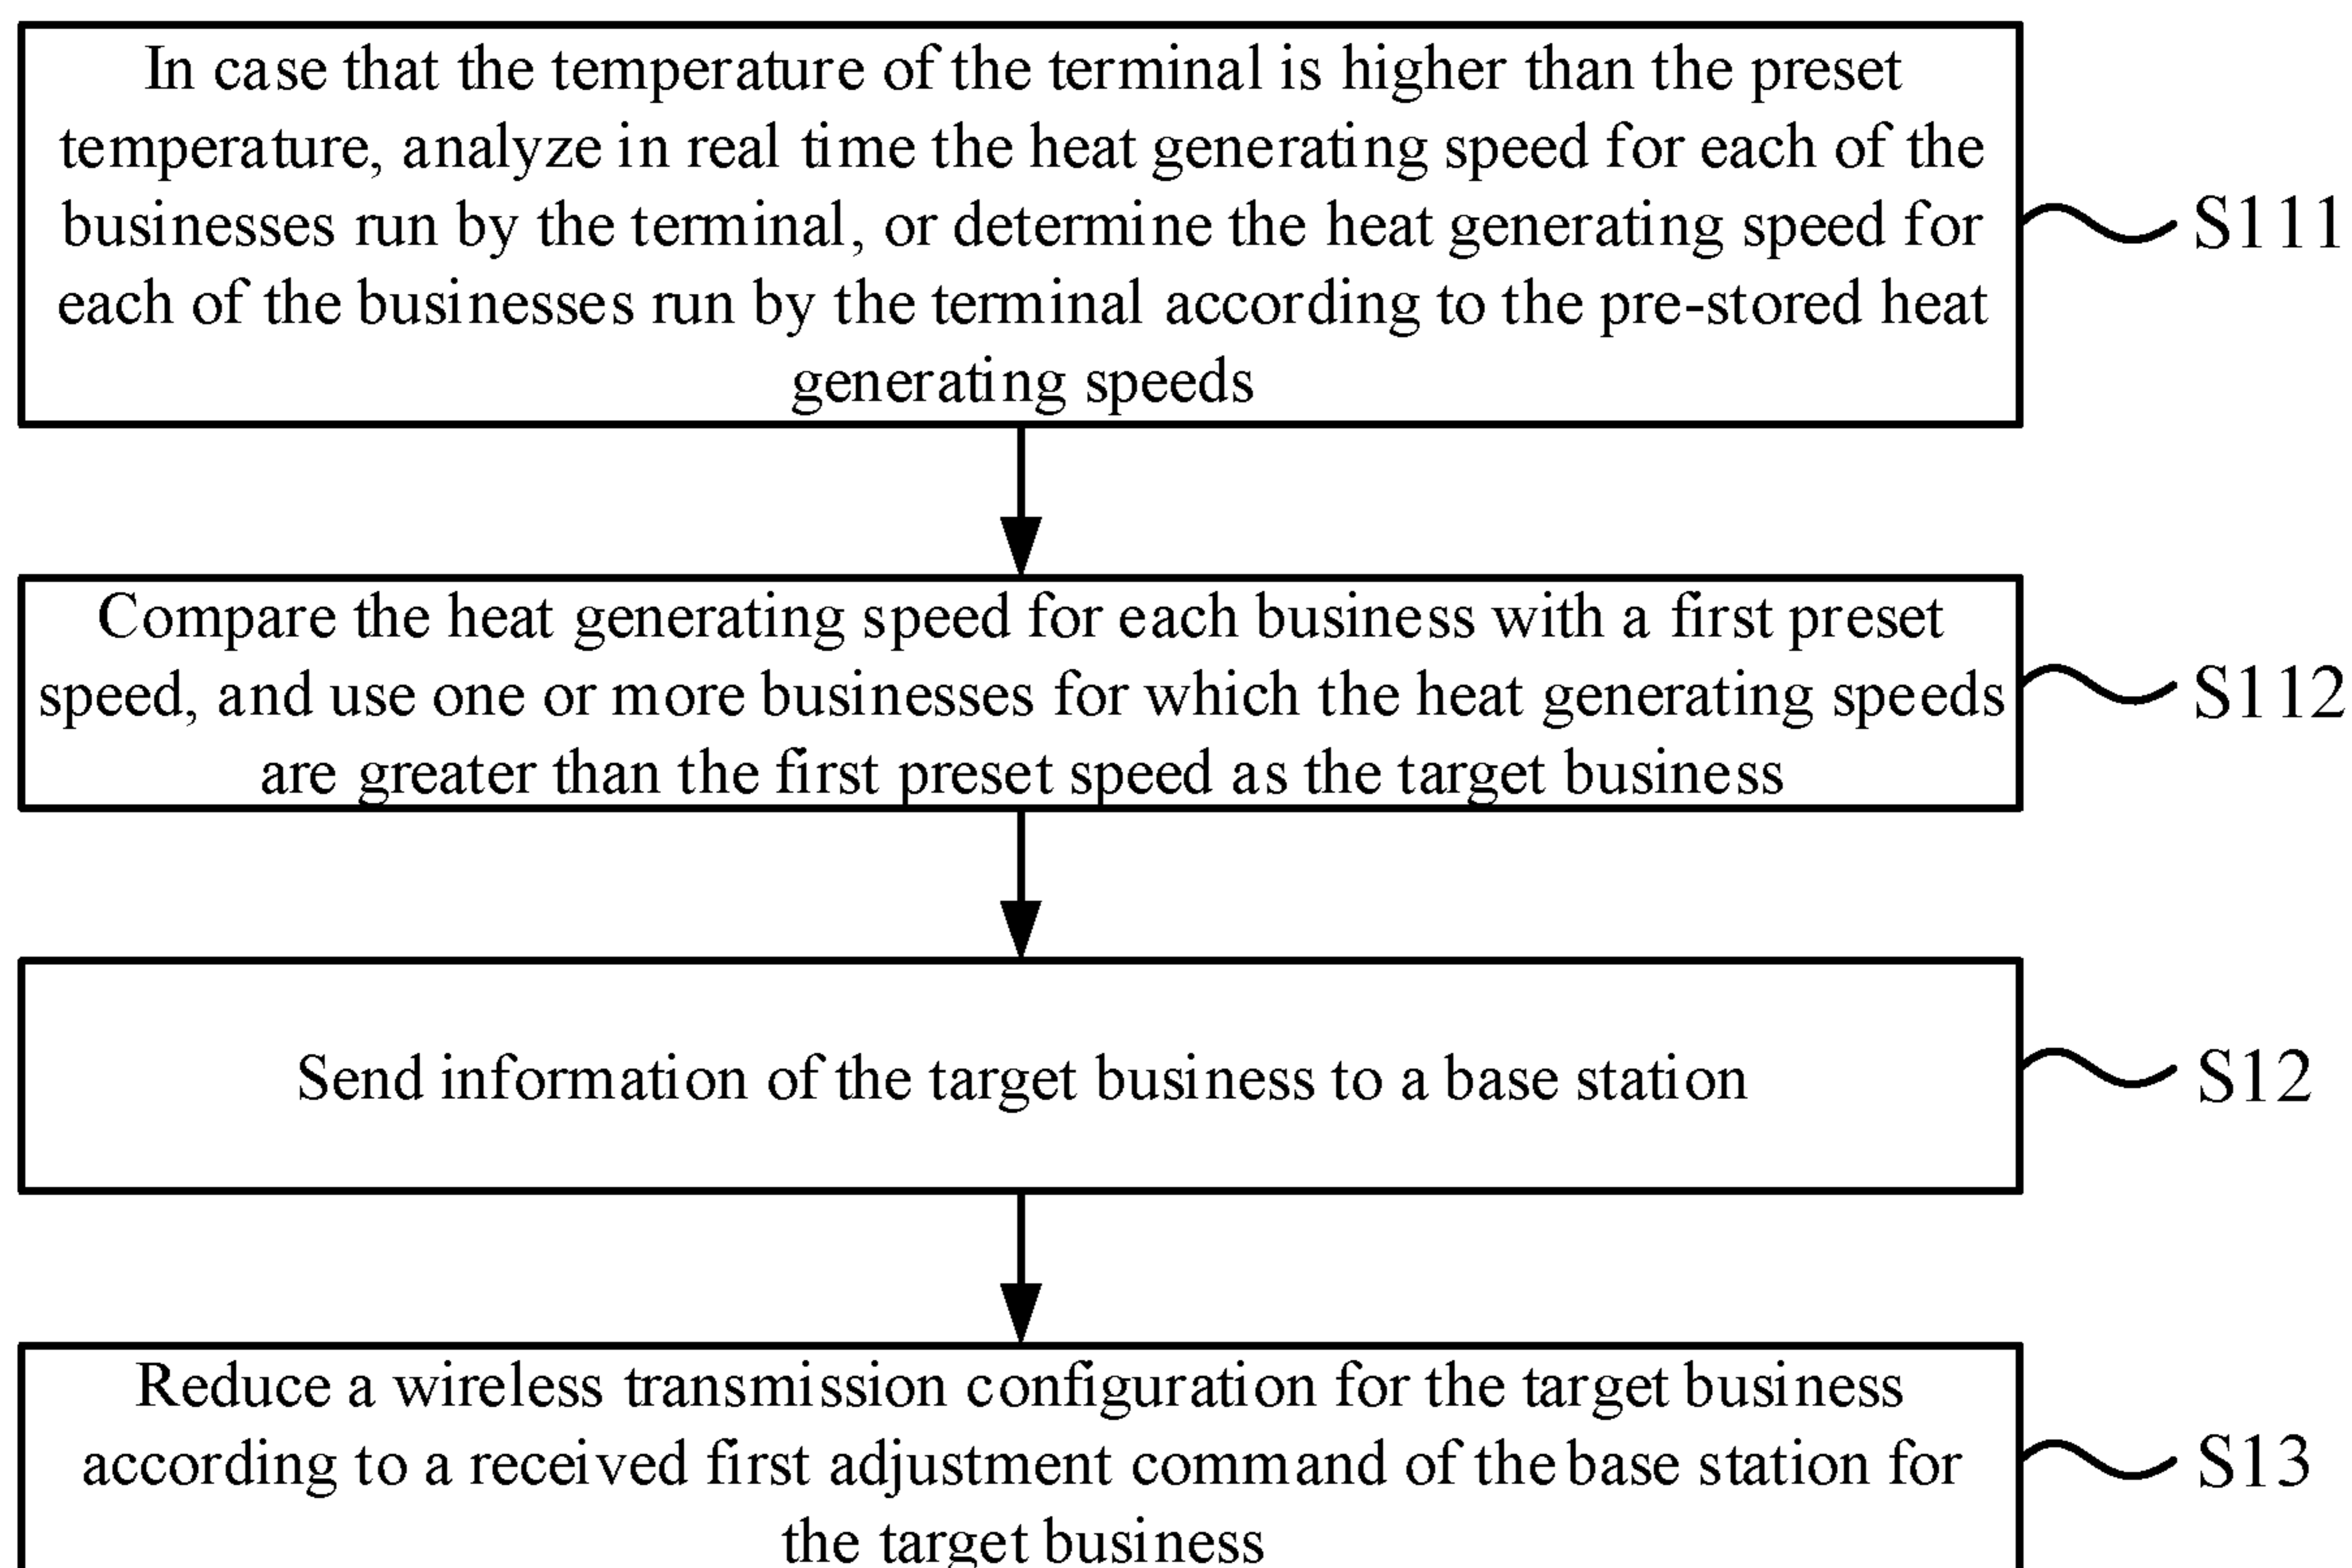 In case that the temperature of the terminal is higher than the preset
temperature, analyze in real time the heat generating speed for each of the
businesses run by the terminal, or determine the heat generating speed for
each of the businesses run by the terminal according to the pre-stored heat
generating speeds
S111
Compare the heat generating speed for each business with a first preset
speed, and use one or more businesses for which the heat generating speeds
are greater than the first preset speed as the target business
S112
Send information of the target business to a base station
S12
Reduce a wireless transmission configuration for the target business
according to a received first adjustment command of the base station for
the target business
S13